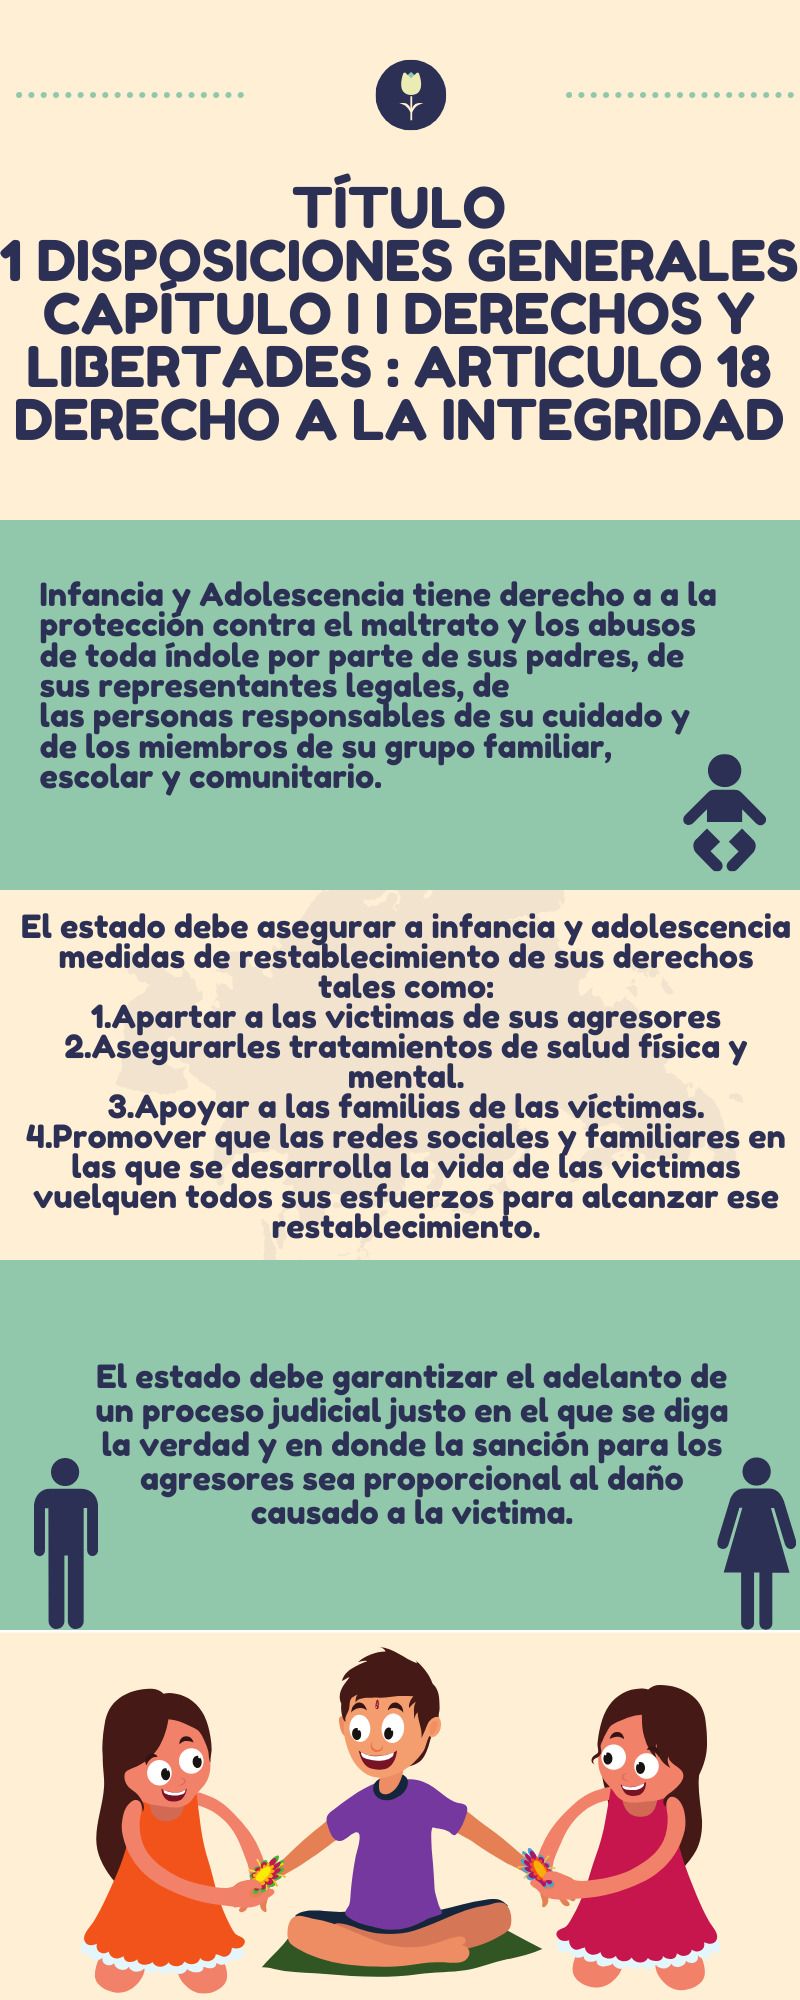 TÍTULO
1 DISPOSICIONES GENERALES
CAPÍTULO I I DERECHOS Y
LIBERTADES : ARTICULO 18
DERECHO A LA INTEGRIDAD
Infancia y Adolescencia tiene derecho a a la
protección contra el maltrato y los abusos
de toda índole por parte de sus padres, de
sus representantes legales, de
las personas responsables de su cuidado y
de los miembros de su grupo familiar,
escolar y comunitario.
El estado debe asegurar a infancia y adolescencia
medidas de restablecimiento de sus derechos
tales como:
1.Apartar a las victimas de sus agresores
2.Asegurarles tratamientos de salud física y
mental.
3.Apoyar a las familias de las víctimas.
4.Promover que las redes sociales y familiares en
las que se desarrolla la vida de las victimas
vuelquen todos sus esfuerzos para alcanzar ese
restablecimiento.
El estado debe garantizar el adelanto de
un proceso judicial justo en el que se diga
la verdad y en donde la sanción para los
agresores sea proporcional al daño
causado a la victima.